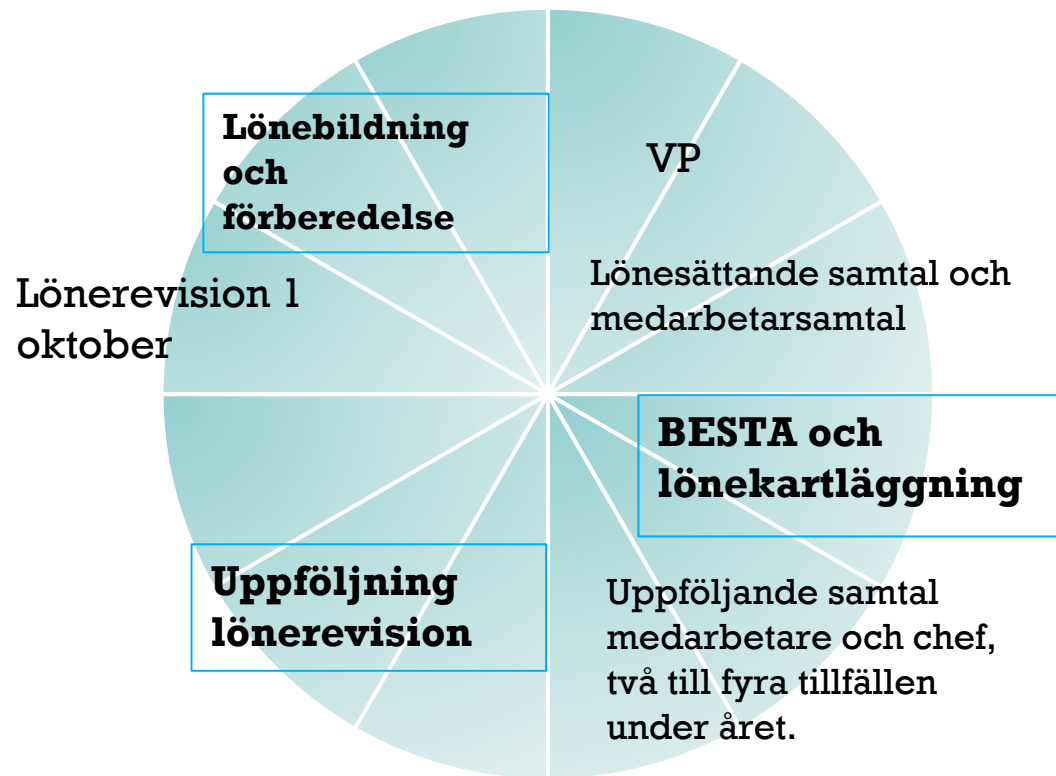 Lönebildning
och
förberedelse
VP
Lönesättande samtal och
medarbetarsamtal
Lönerevision 1
oktober
BESTA och
lönekartläggning
Uppföljning
lönerevision
Uppföljande samtal
medarbetare och chef,
två till fyra tillfällen
under året.